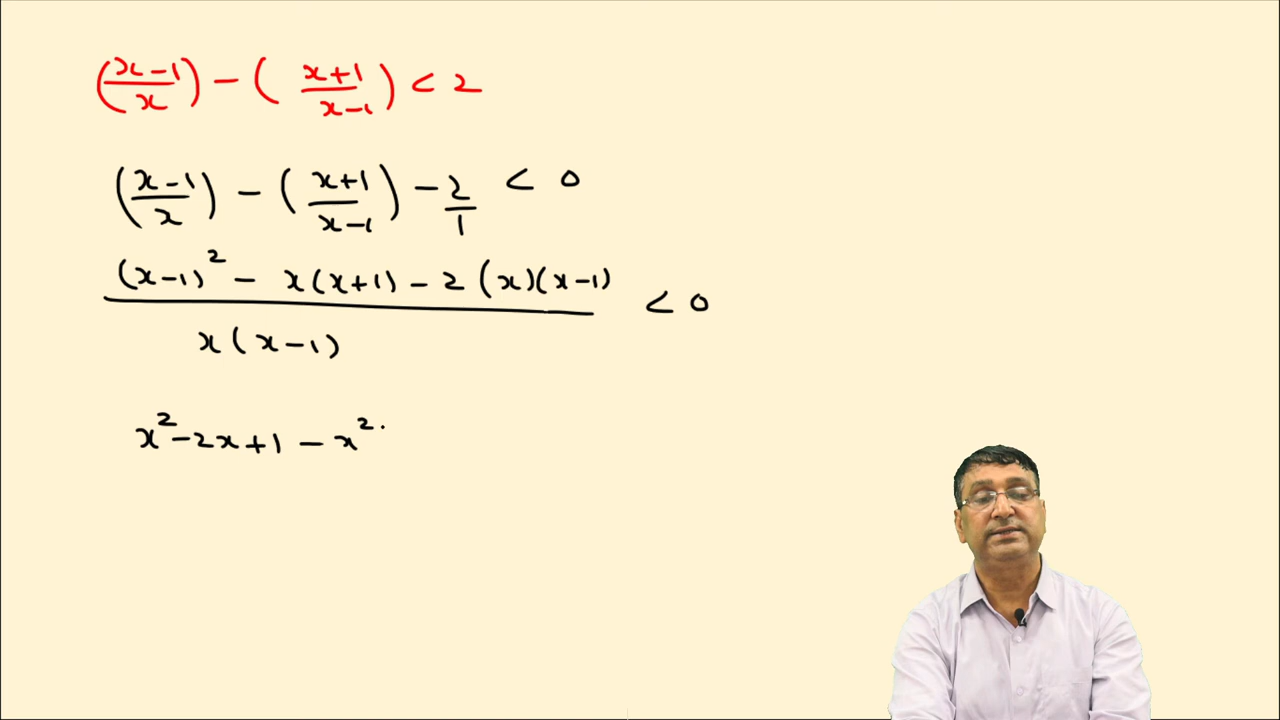 ((x-1)/x) - ((x+1)/(x-1)) < 2
((x-1)/x) - ((x+1)/(x-1)) - 2/1 < 0
((x-1)² - x(x+1) - 2(x)(x-1))/(x(x-1)) < 0
x²-2x+1 - x²